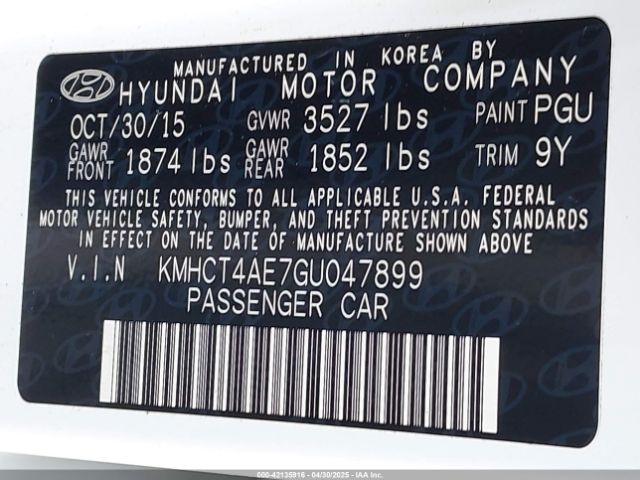 MANUFACTURED IN KOREA BY
HYUNDAI MOTOR COMPANY
OCT/30/15 GVWR 3527 lbs PAINT PGU
GAWR FRONT 1874 lbs GAWR REAR 1852 lbs TRIM 9Y
THIS VEHICLE CONFORMS TO ALL APPLICABLE U.S.A. FEDERAL
MOTOR VEHICLE SAFETY, BUMPER, AND THEFT PREVENTION STANDARDS
IN EFFECT ON THE DATE OF MANUFACTURE SHOWN ABOVE
V.I.N KMHCT4AE7GU047899
PASSENGER CAR
000-42135916 - 04/30/2025 - IAA, Inc.